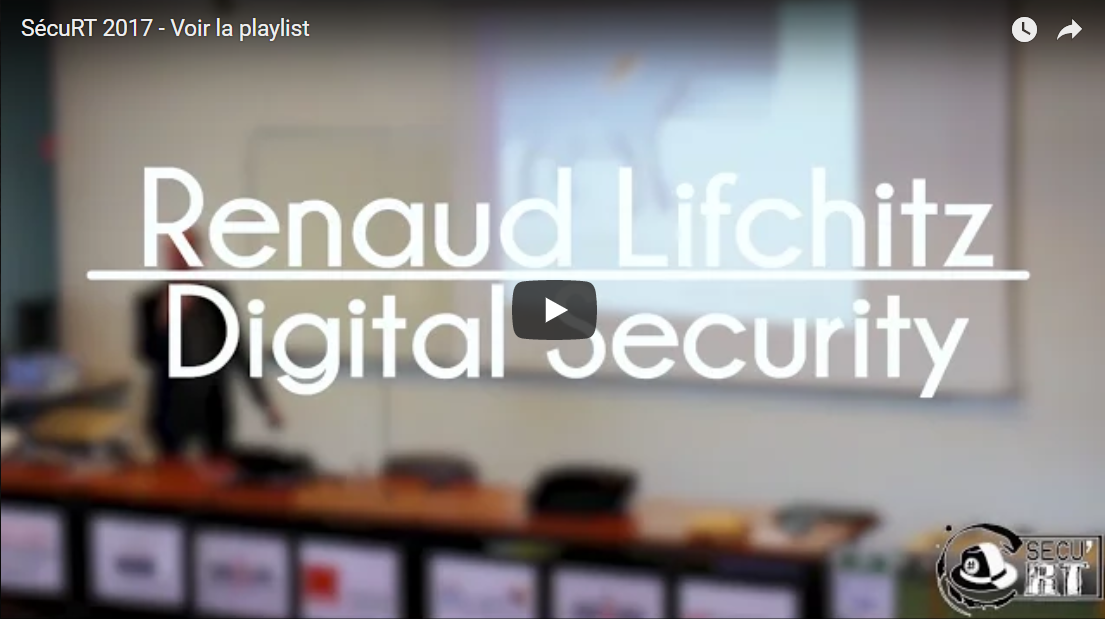 SécuRT 2017 - Voir la playlist
Renaud Lifchitz
Digital Security
SECU'
RT